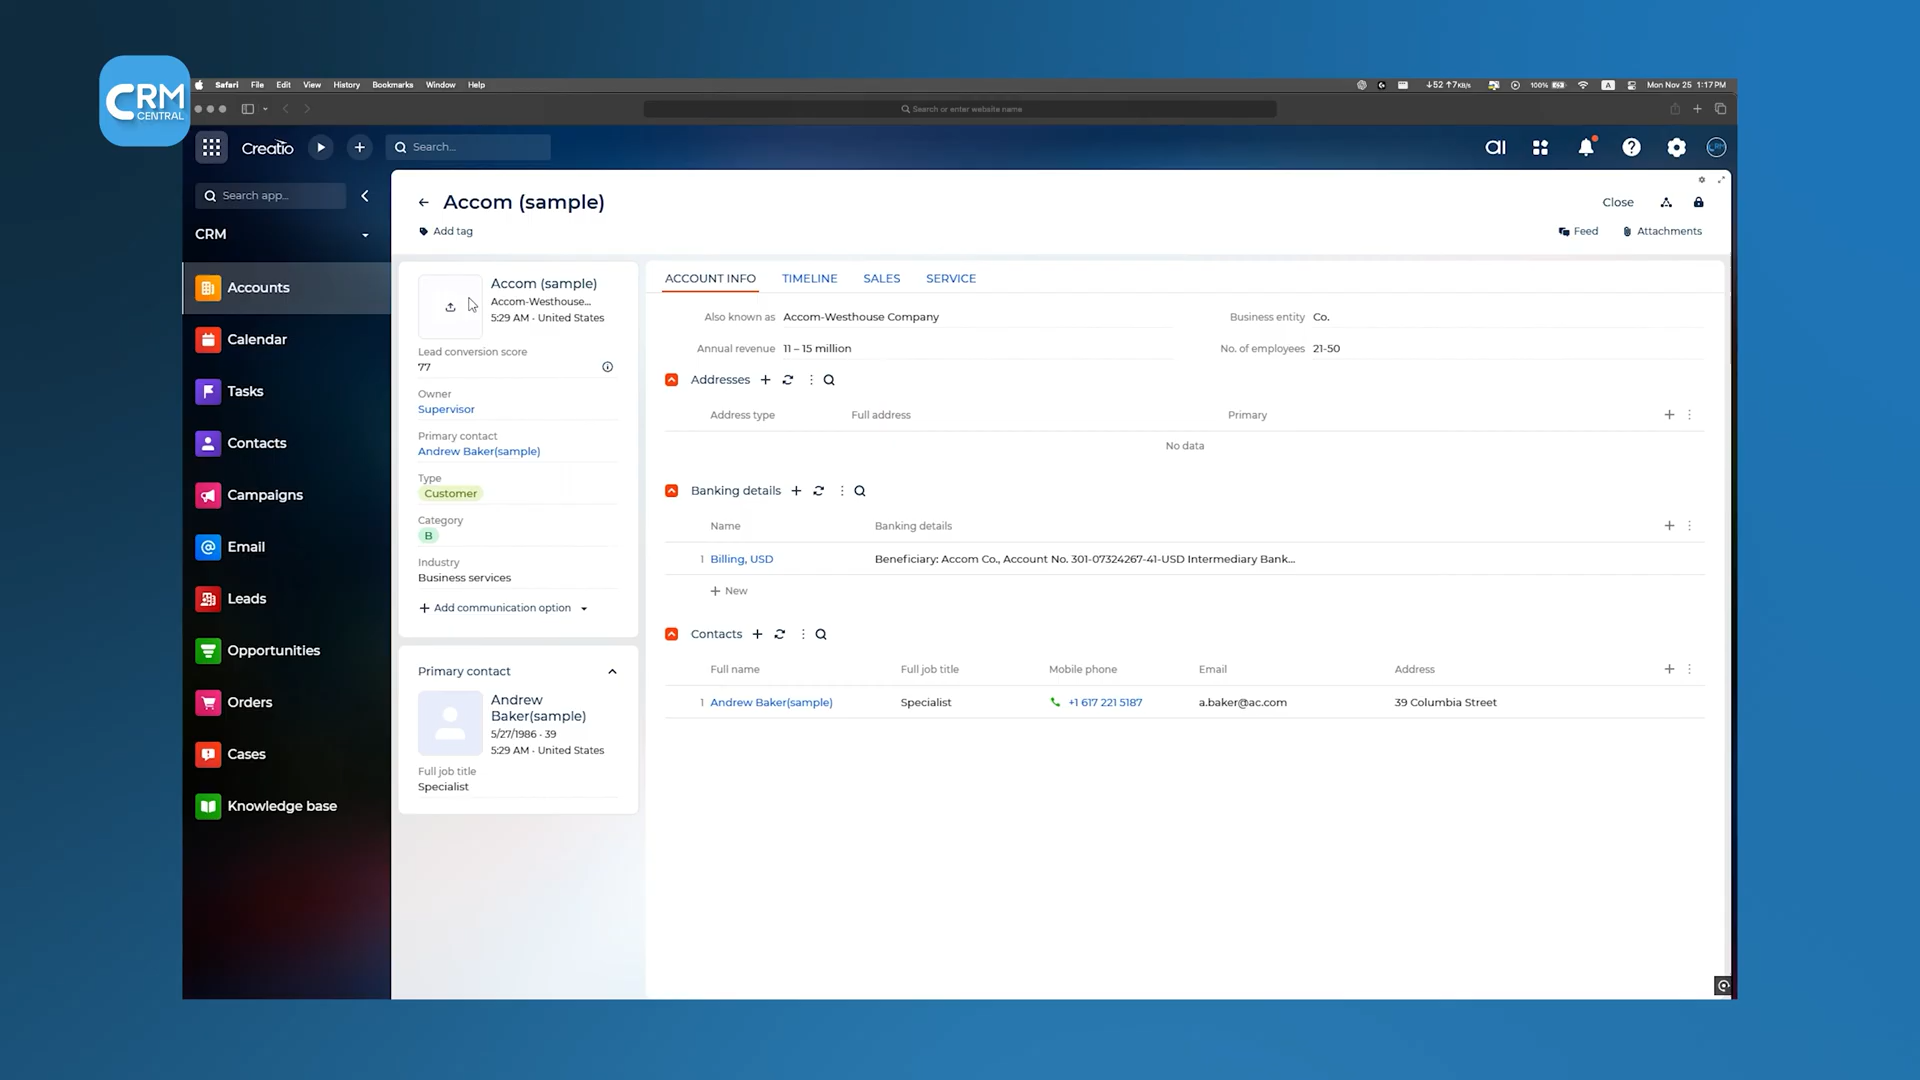 CRM
CENTRAL
Safari File Edit View History Bookmarks Window Help
↓52 ↑7KB/s 100% A Mon Nov 25 1:17 PM
Search or enter website name
Creatio
Search...
Search app...
CRM
Accounts
Calendar
Tasks
Contacts
Campaigns
Email
Leads
Opportunities
Orders
Cases
Knowledge base
Accom (sample)
Close
Add tag
Feed
Attachments
Accom (sample)
Accom-Westhouse...
5:29 AM · United States
Lead conversion score
77
Owner
Supervisor
Primary contact
Andrew Baker(sample)
Type
Customer
Category
B
Industry
Business services
+ Add communication option
Primary contact
Andrew
Baker(sample)
5/27/1986 · 39
5:29 AM · United States
Full job title
Specialist
ACCOUNT INFO TIMELINE SALES SERVICE
Also known as Accom-Westhouse Company Business entity Co.
Annual revenue 11 – 15 million No. of employees 21-50
Addresses
Address type Full address Primary
No data
Banking details
Name Banking details
1 Billing, USD Beneficiary: Accom Co., Account No. 301-07324267-41-USD Intermediary Bank...
+ New
Contacts
Full name Full job title Mobile phone Email Address
1 Andrew Baker(sample) Specialist +1 617 221 5187 a.baker@ac.com 39 Columbia Street